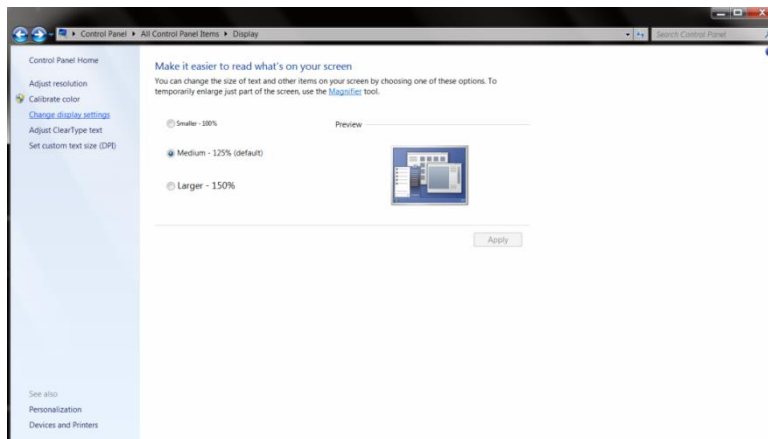 Control Panel ▸ All Control Panel Items ▸ Display
Search Control Panel
Control Panel Home
Adjust resolution
Calibrate color
Change display settings
Adjust ClearType text
Set custom text size (DPI)
Make it easier to read what's on your screen
You can change the size of text and other items on your screen by choosing one of these options. To
temporarily enlarge just part of the screen, use the Magnifier tool.
Smaller - 100%
Preview
Medium - 125% (default)
Larger - 150%
Apply
See also
Personalization
Devices and Printers